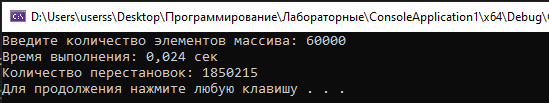 D:\Users\userss\Desktop\Программирование\Лабораторные\ConsoleApplication1\x64\Debug\
Введите количество элементов массива: 60000
Время выполнения: 0,024 сек
Количество перестановок: 1850215
Для продолжения нажмите любую клавишу . . .